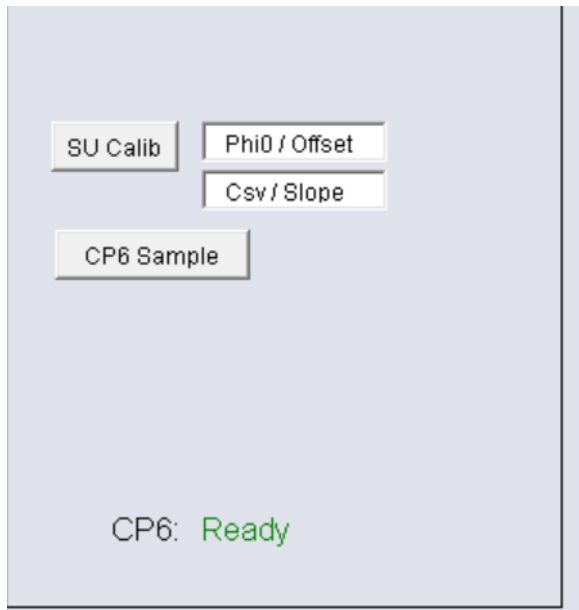 SU Calib
Phi0 / Offset
Csv / Slope
CP6 Sample
CP6: Ready